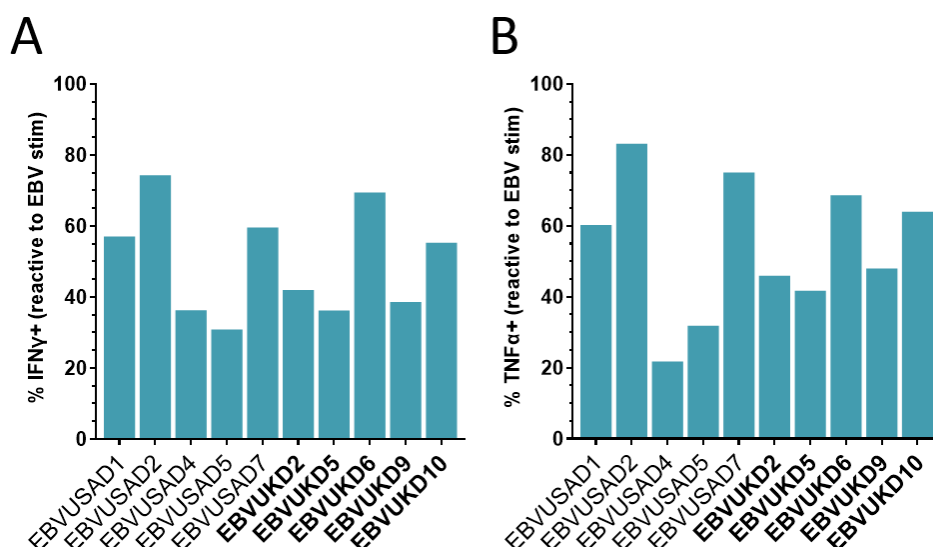 A
% IFNγ+ (reactive to EBV stim)
100
80
60
40
20
0
EBVUSAD1
EBVUSAD2
EBVUSAD4
EBVUSAD5
EBVUSAD7
EBVUKD2
EBVUKD5
EBVUKD6
EBVUKD9
EBVUKD10
B
% TNFα+ (reactive to EBV stim)
100
80
60
40
20
0
EBVUSAD1
EBVUSAD2
EBVUSAD4
EBVUSAD5
EBVUSAD7
EBVUKD2
EBVUKD5
EBVUKD6
EBVUKD9
EBVUKD10